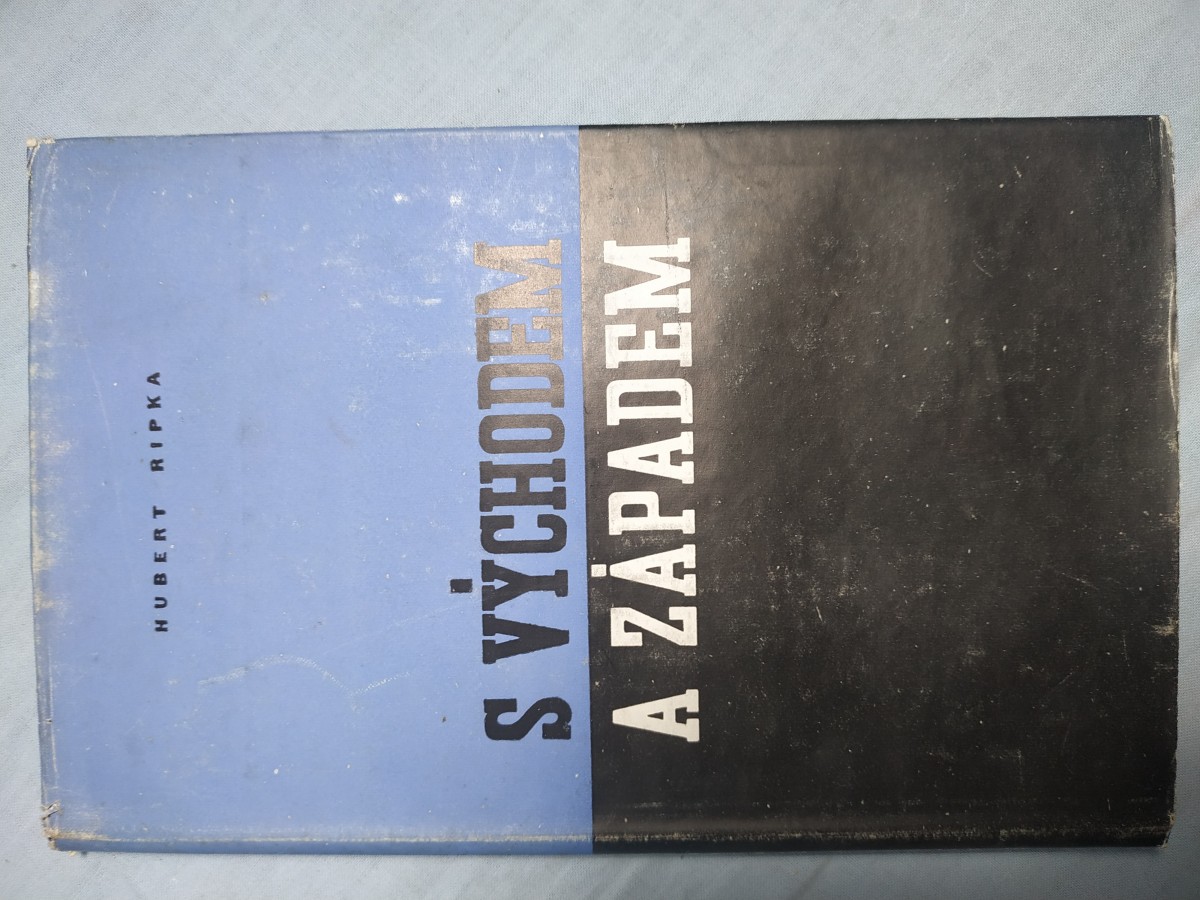 HUBERT RIPKA
S VÝCHODEM
A ZÁPADEM